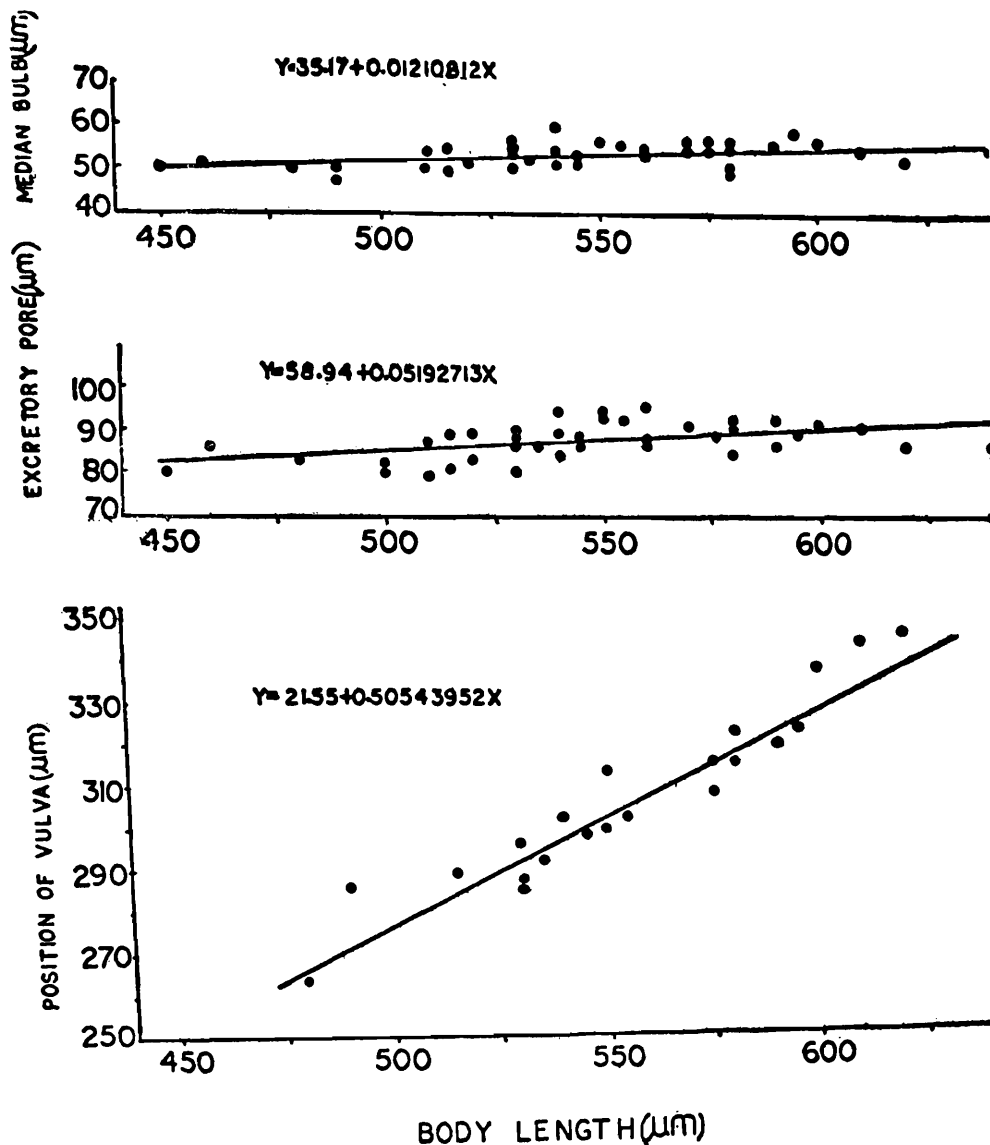 MEDIAN BULB(μm)
Y=35.17+0.01210812X
70
60
50
40
450 500 550 600
EXCRETORY PORE(μm)
Y=58.94+0.05192713X
100
90
80
70
450 500 550 600
POSITION OF VULVA(μm)
Y= 21.55+0.50543952X
350
330
310
290
270
250
450 500 550 600
BODY LENGTH(μm)